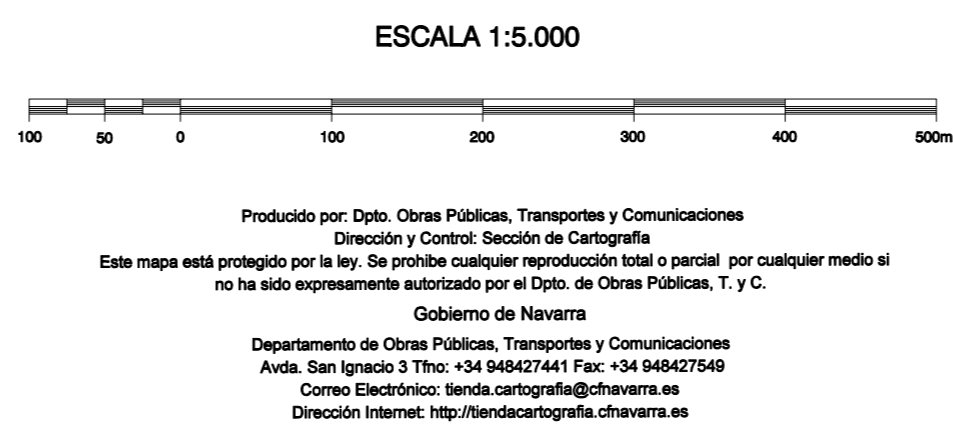 ESCALA 1:5.000
100 50 0 100 200 300 400 500m
Producido por: Dpto. Obras Públicas, Transportes y Comunicaciones
Dirección y Control: Sección de Cartografía
Este mapa está protegido por la ley. Se prohibe cualquier reproducción total o parcial por cualquier medio si
no ha sido expresamente autorizado por el Dpto. de Obras Públicas, T. y C.
Gobierno de Navarra
Departamento de Obras Públicas, Transportes y Comunicaciones
Avda. San Ignacio 3 Tfno: +34 948427441 Fax: +34 948427549
Correo Electrónico: tienda.cartografia@cfnavarra.es
Dirección Internet: http://tiendacartografia.cfnavarra.es